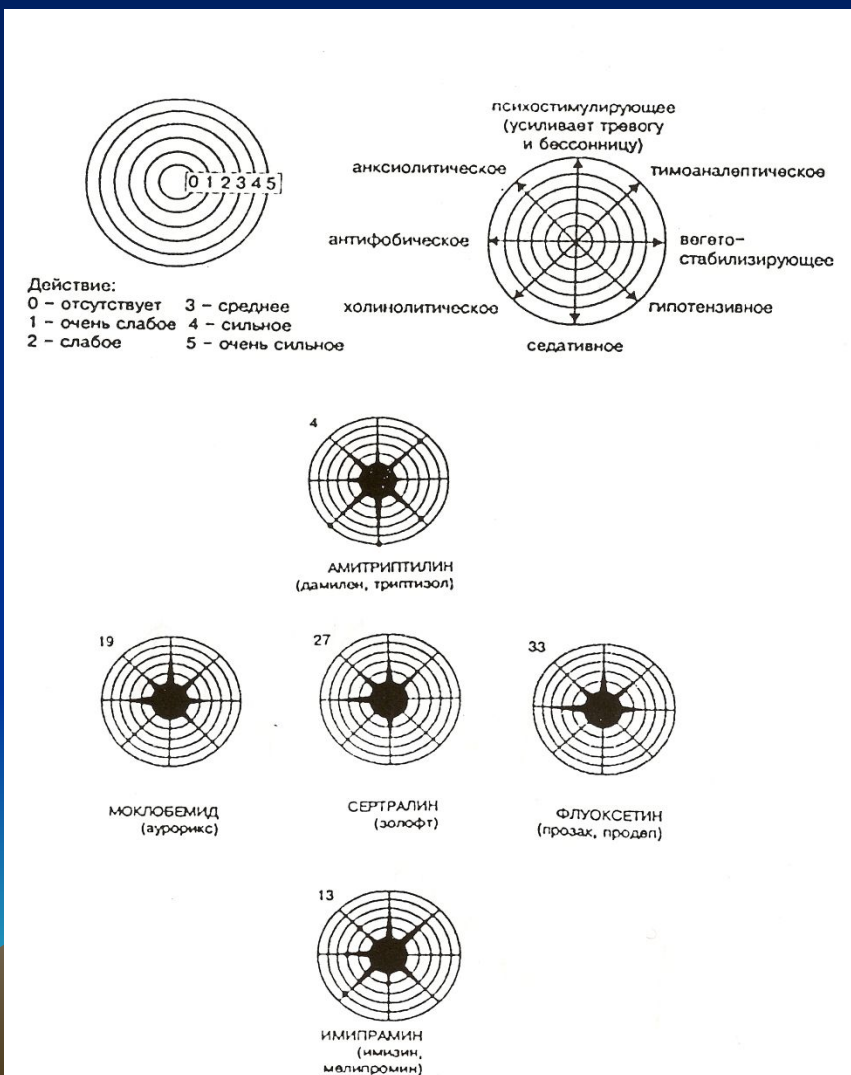 0 1 2 3 4 5
Действие:
0 – отсутствует 3 – среднее
1 – очень слабое 4 – сильное
2 – слабое 5 – очень сильное
психостимулирующее
(усиливает тревогу
и бессонницу)
анксиолитическое
тимоаналептическое
антифобическое
вегето-
стабилизирующее
холинолитическое
гипотензивное
седативное
4
АМИТРИПТИЛИН
(дамилен, триптизол)
19
МОКЛОБЕМИД
(аурорикс)
27
СЕРТРАЛИН
(золофт)
33
ФЛУОКСЕТИН
(прозак, продеп)
13
ИМИПРАМИН
(имизин,
мелипромин)